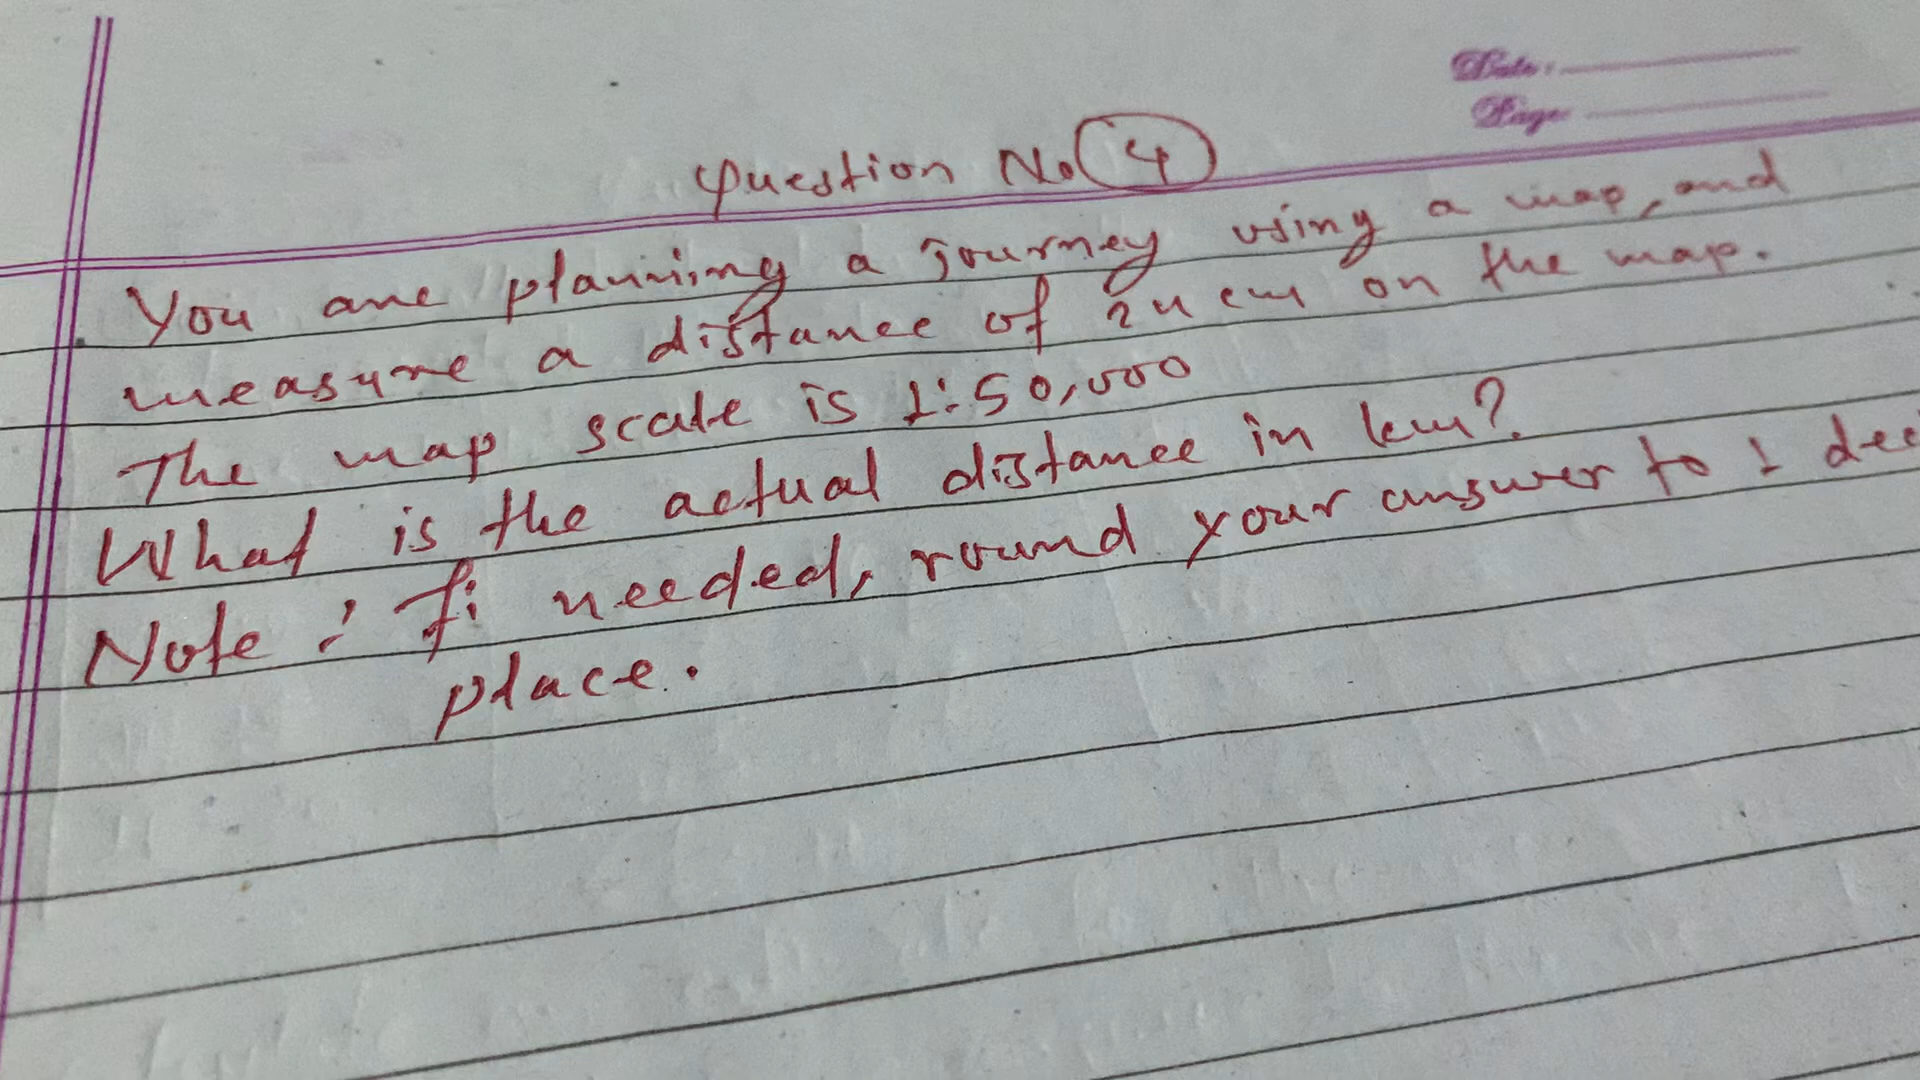 Date:
Page
Question No 4
You are planning a journey using a map, and
measure a distance of 24 cm on the map.
The map scale is 1:50,000
What is the actual distance in km?
Note: fi needed, round your answer to 1 dec
place.